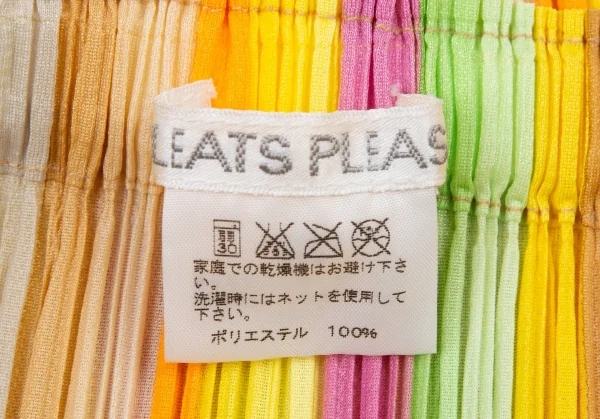 LEATS PLEAS
30
家庭での乾燥機はお避け下さ
い。
洗濯時にはネットを使用して
下さい。
ポリエステル 100%